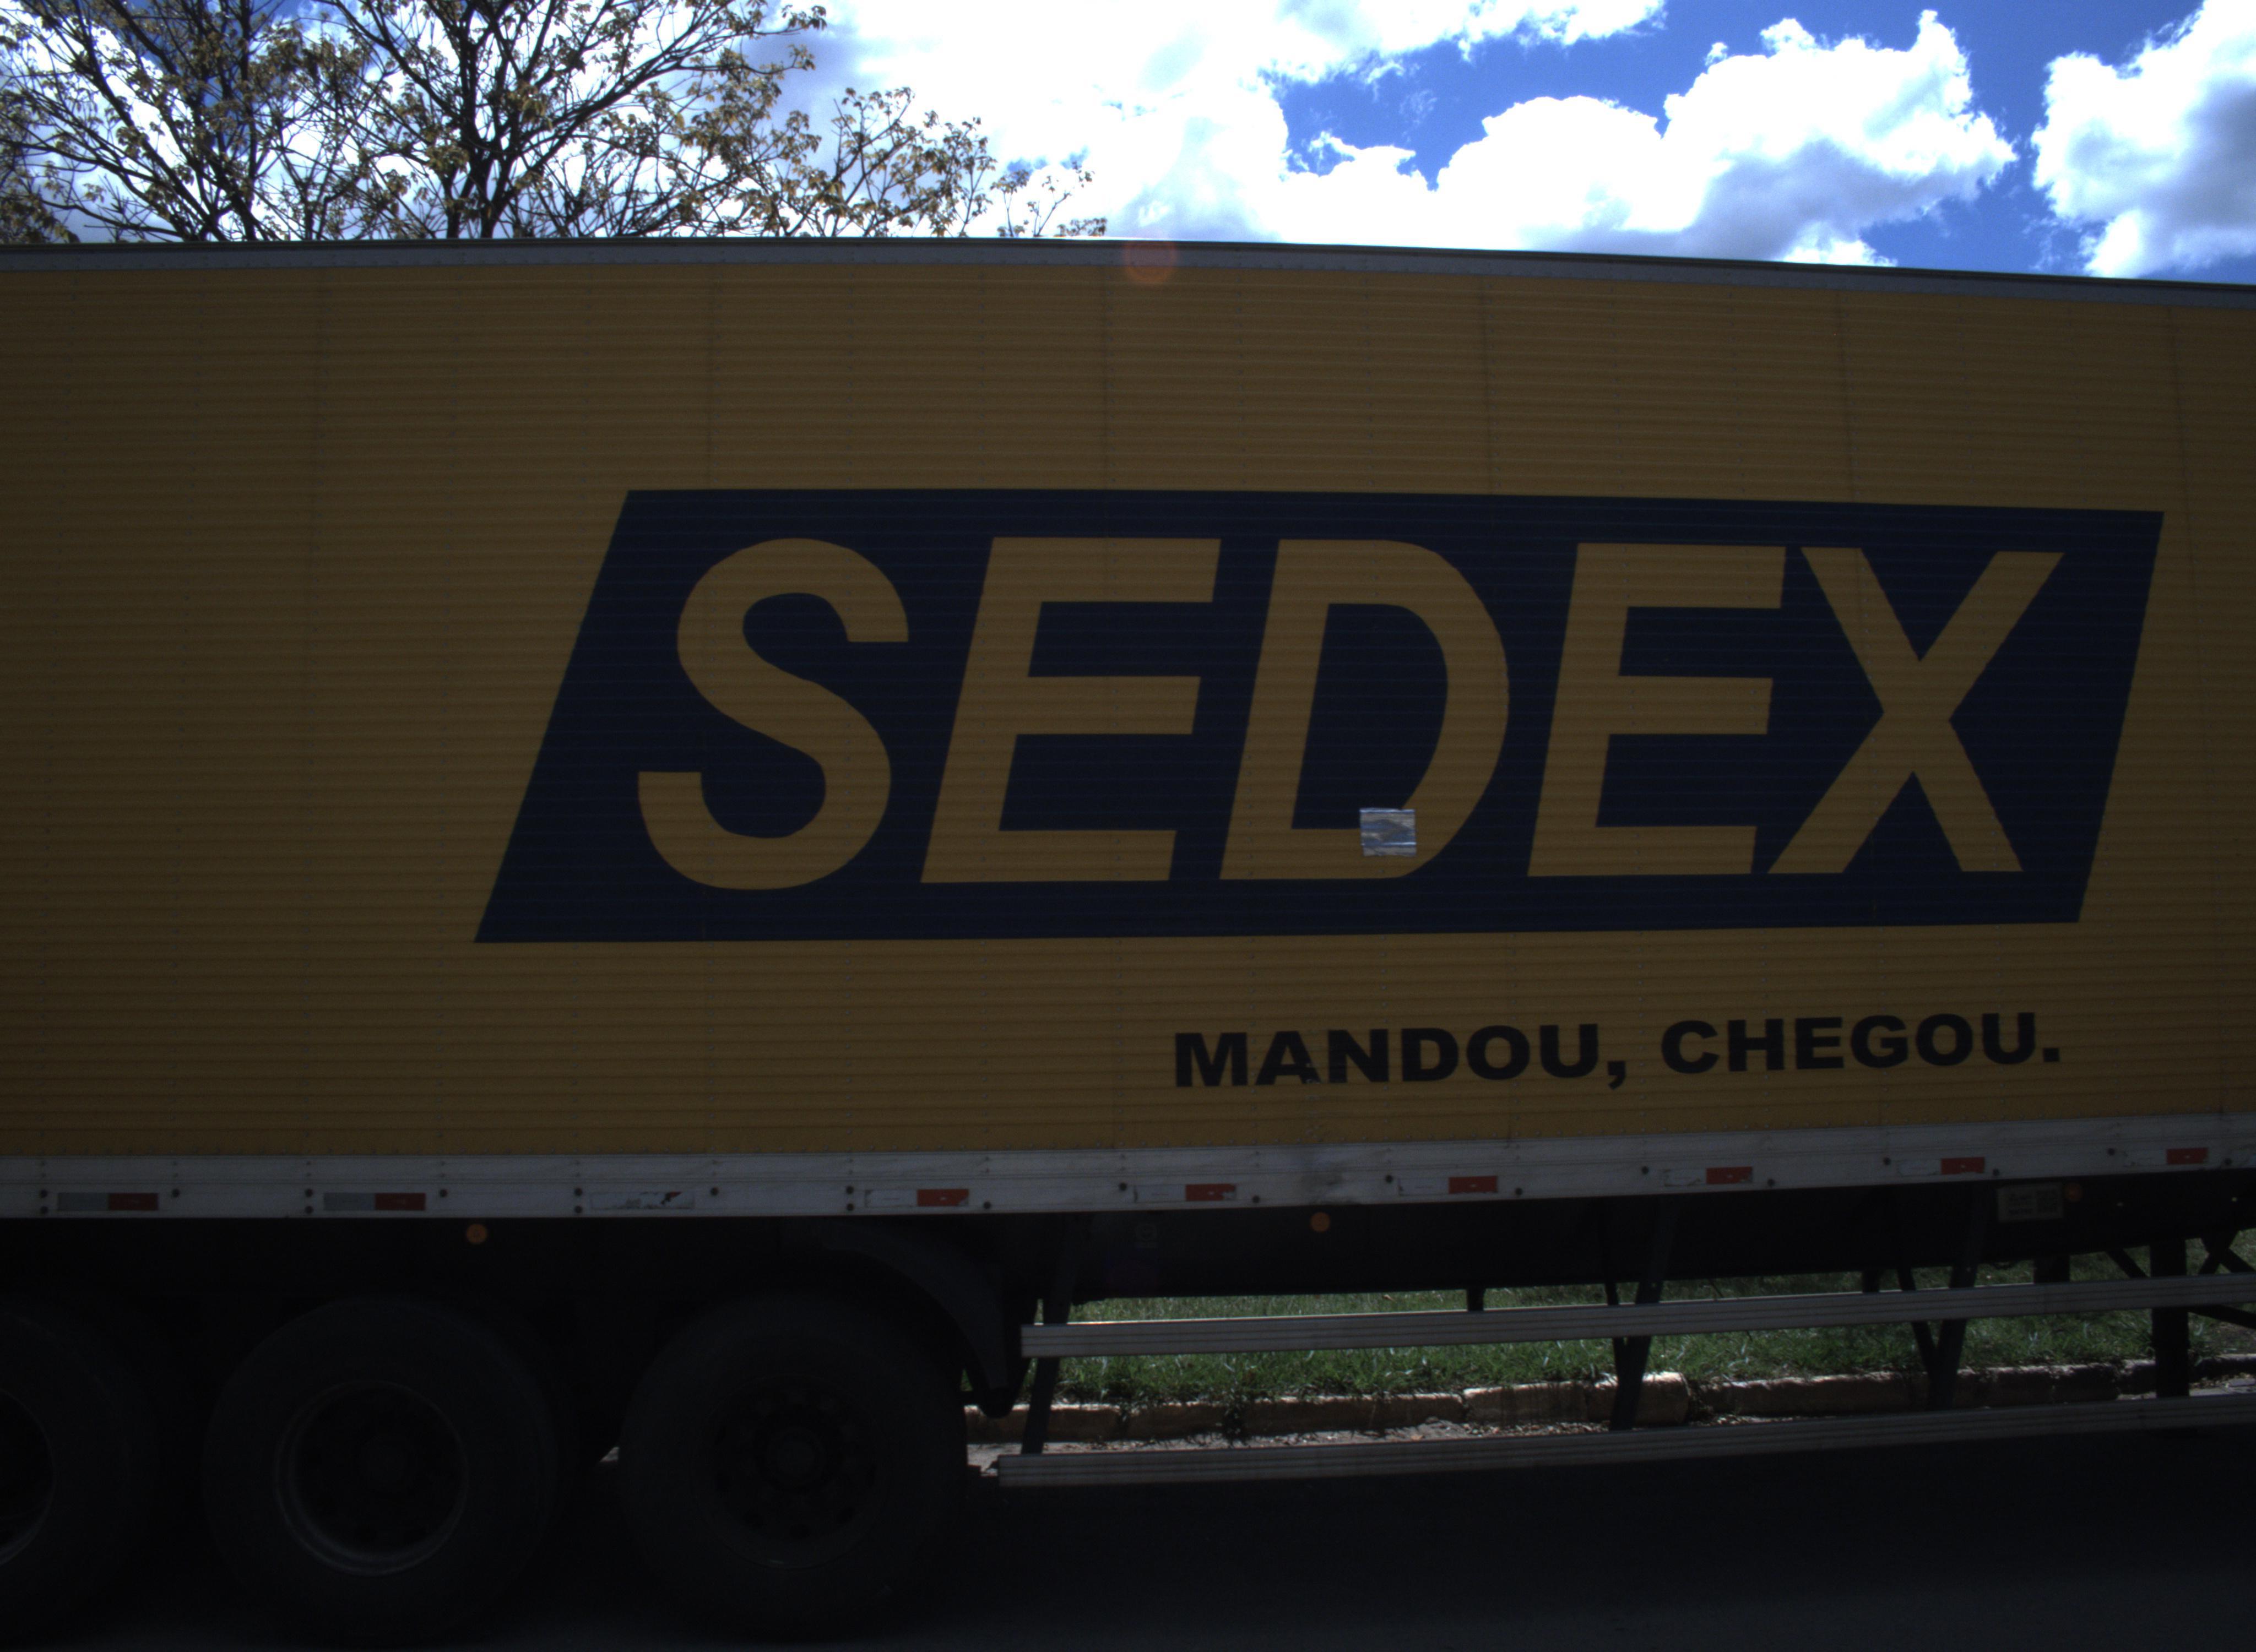 SEDEX
MANDOU, CHEGOU.